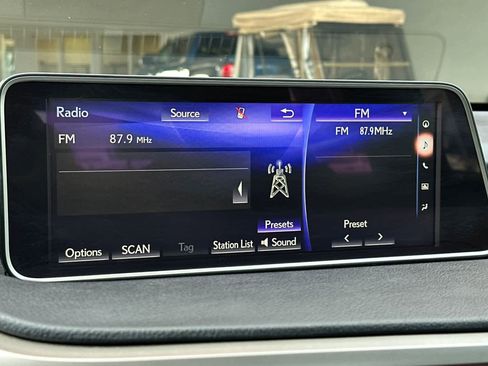 Radio Source FM
FM 87.9 MHz FM 87.9MHz
Presets Preset
Options SCAN Tag Station List Sound